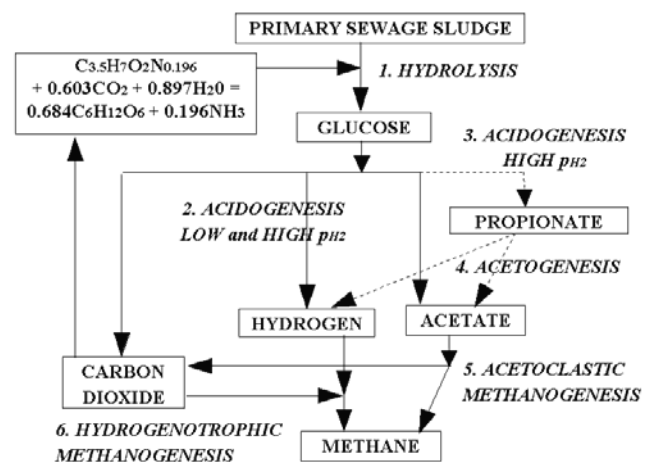 PRIMARY SEWAGE SLUDGE
C3.5H7O2N0.196
+ 0.603CO2 + 0.897H20 =
0.684C6H12O6 + 0.196NH3
1. HYDROLYSIS
GLUCOSE
3. ACIDOGENESIS
HIGH pH2
2. ACIDOGENESIS
LOW and HIGH pH2
PROPIONATE
4. ACETOGENESIS
HYDROGEN
ACETATE
CARBON
DIOXIDE
5. ACETOCLASTIC
METHANOGENESIS
6. HYDROGENOTROPHIC
METHANOGENESIS
METHANE